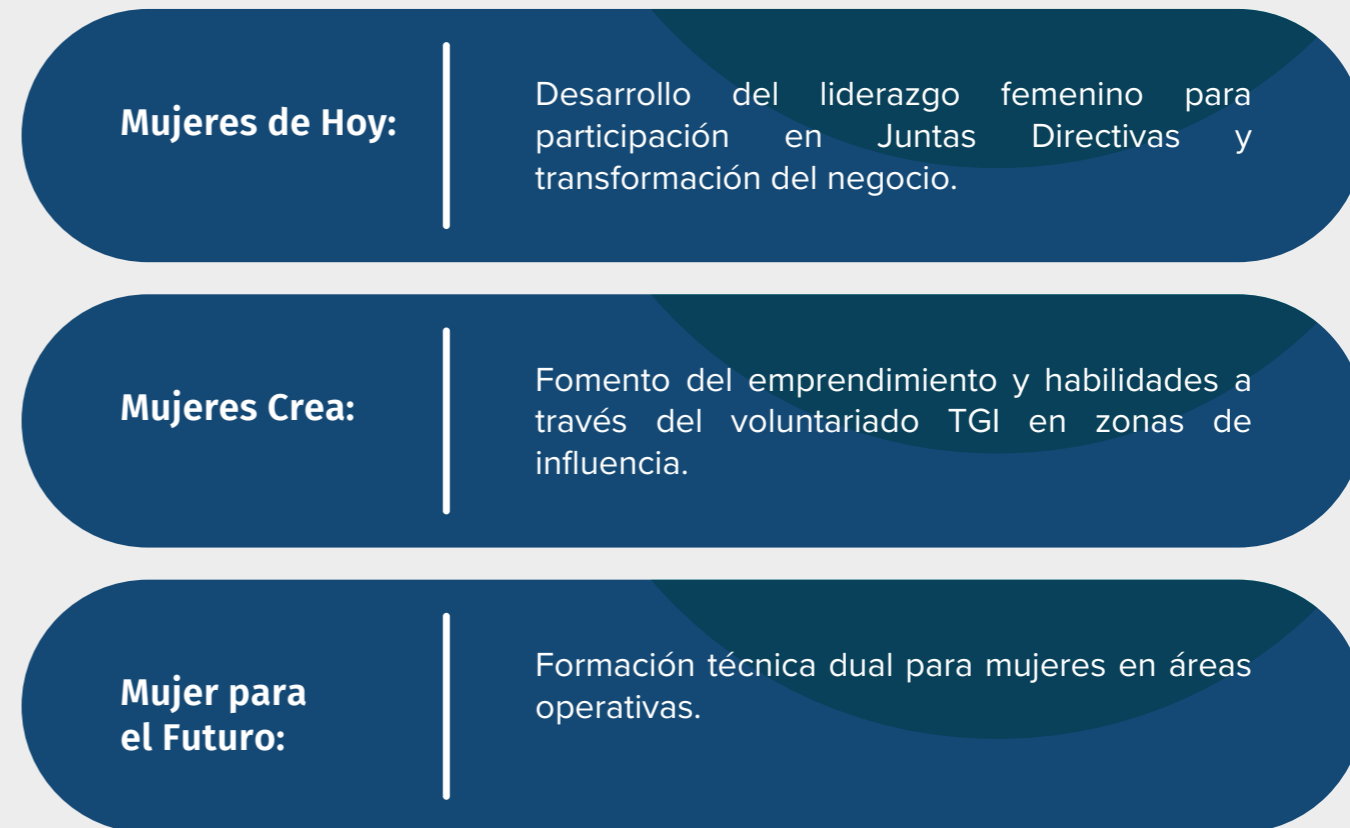 Mujeres de Hoy:
Desarrollo del liderazgo femenino para
participación en Juntas Directivas y
transformación del negocio.
Mujeres Crea:
Fomento del emprendimiento y habilidades a
través del voluntariado TGI en zonas de
influencia.
Mujer para
el Futuro:
Formación técnica dual para mujeres en áreas
operativas.